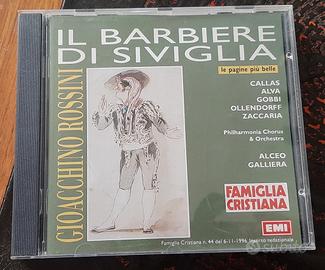 IL BARBIERE
DI SIVIGLIA
le pagine più belle
GIOACCHINO ROSSINI
CALLAS
ALVA
GOBBI
OLLENDORFF
ZACCARIA
Philharmonia Chorus
& Orchestra
ALCEO
GALLIERA
FAMIGLIA
CRISTIANA
EMI
Famiglia Cristiana n. 44 del 6-11-1996 Inserto redazionale
subito